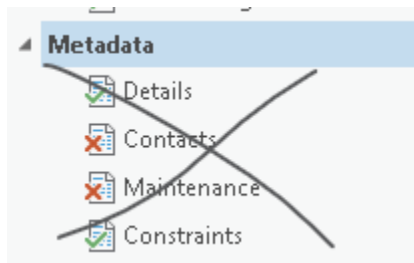 Metadata
Details
Contacts
Maintenance
Constraints